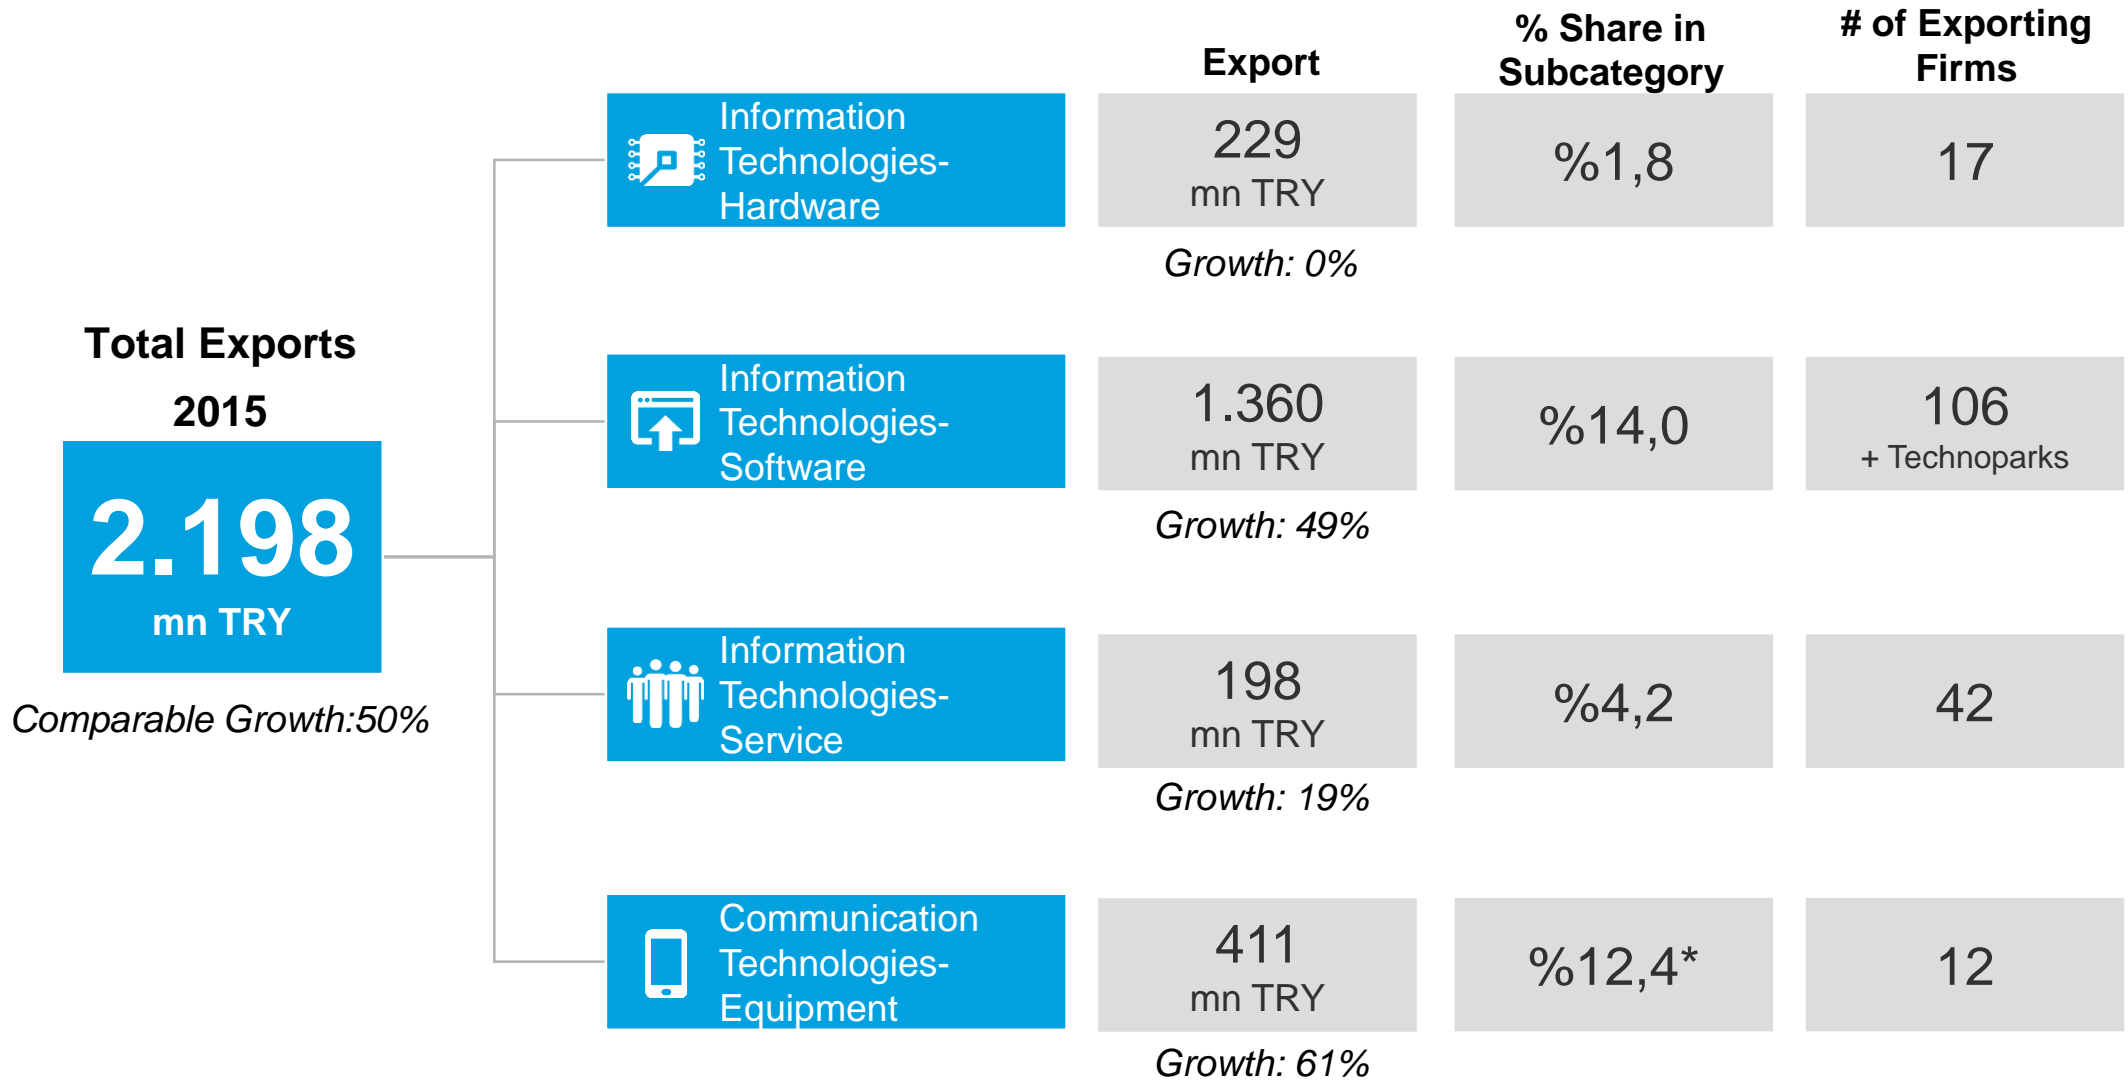 Export
% Share in
Subcategory
# of Exporting
Firms
Information
Technologies-
Hardware
229
mn TRY
%1,8
17
Growth: 0%
Total Exports
2015
2.198
mn TRY
Comparable Growth:50%
Information
Technologies-
Software
1.360
mn TRY
%14,0
106
+ Technoparks
Growth: 49%
Information
Technologies-
Service
198
mn TRY
%4,2
42
Growth: 19%
Communication
Technologies-
Equipment
411
mn TRY
%12,4*
12
Growth: 61%